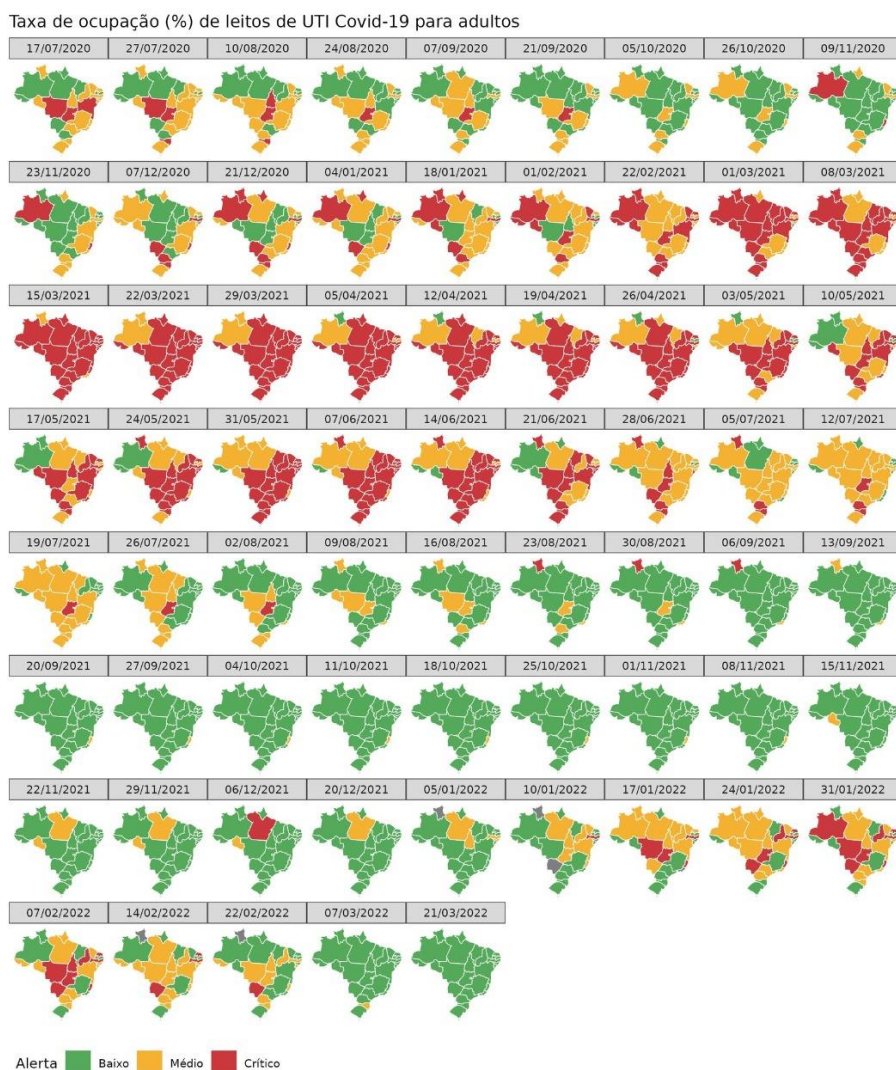 Taxa de ocupação (%) de leitos de UTI Covid-19 para adultos
17/07/2020 27/07/2020 10/08/2020 24/08/2020 07/09/2020 21/09/2020 05/10/2020 26/10/2020 09/11/2020
23/11/2020 07/12/2020 21/12/2020 04/01/2021 18/01/2021 01/02/2021 22/02/2021 01/03/2021 08/03/2021
15/03/2021 22/03/2021 29/03/2021 05/04/2021 12/04/2021 19/04/2021 26/04/2021 03/05/2021 10/05/2021
17/05/2021 24/05/2021 31/05/2021 07/06/2021 14/06/2021 21/06/2021 28/06/2021 05/07/2021 12/07/2021
19/07/2021 26/07/2021 02/08/2021 09/08/2021 16/08/2021 23/08/2021 30/08/2021 06/09/2021 13/09/2021
20/09/2021 27/09/2021 04/10/2021 11/10/2021 18/10/2021 25/10/2021 01/11/2021 08/11/2021 15/11/2021
22/11/2021 29/11/2021 06/12/2021 20/12/2021 05/01/2022 10/01/2022 17/01/2022 24/01/2022 31/01/2022
07/02/2022 14/02/2022 22/02/2022 07/03/2022 21/03/2022
Alerta Baixo Médio Crítico